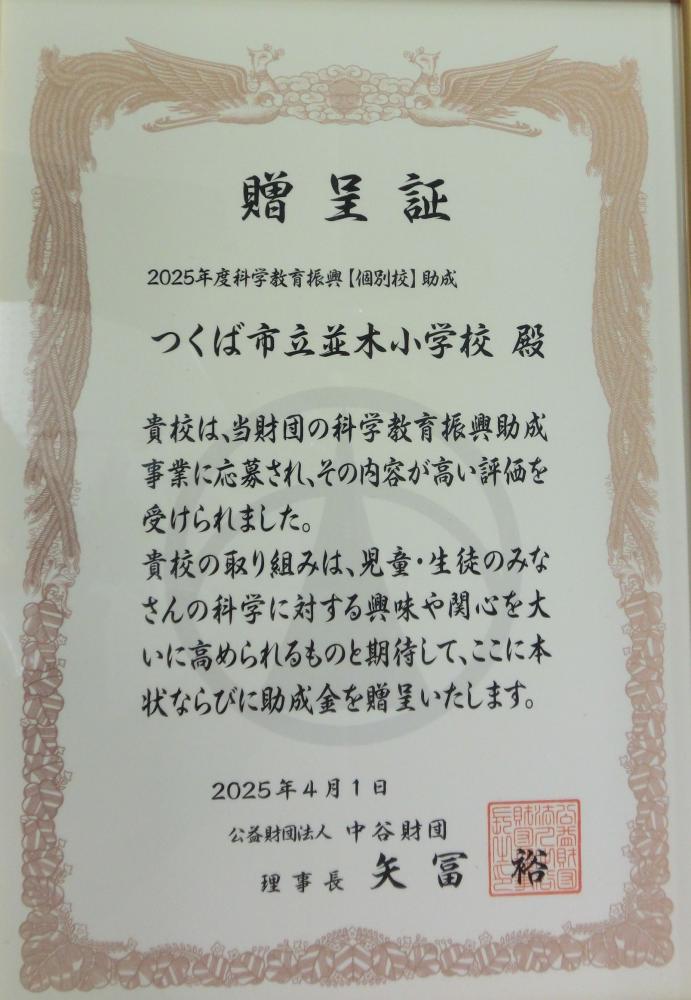 贈呈証
2025年度科学教育振興【個別校】助成
つくば市立並木小学校 殿
貴校は、当財団の科学教育振興助成
事業に応募され、その内容が高い評価を
受けられました。
貴校の取り組みは、児童・生徒のみな
さんの科学に対する興味や関心を大
いに高められるものと期待して、ここに本
状ならびに助成金を贈呈いたします。
2025年4月1日
公益財団法人 中谷財団
理事長 矢冨 裕